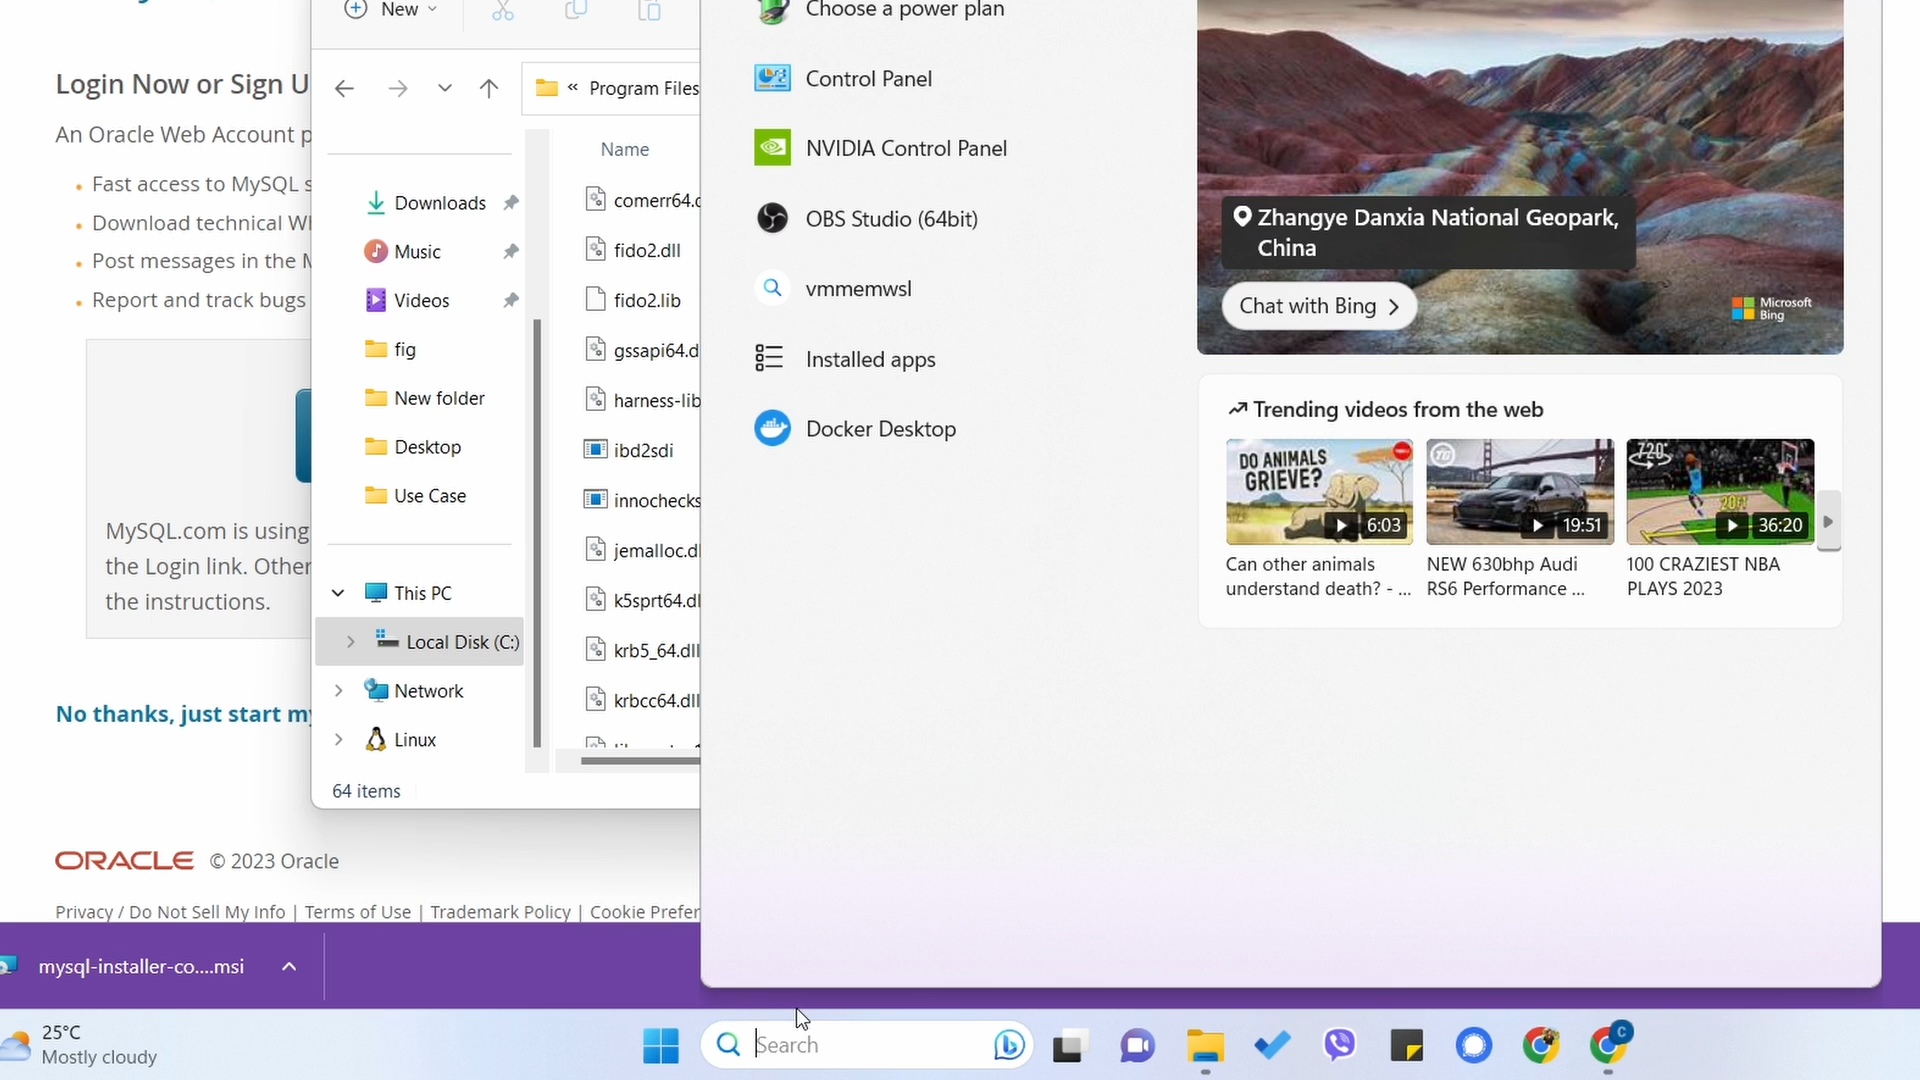 Login Now or Sign U
An Oracle Web Account p
Fast access to MySQL s
Download technical Wh
Post messages in the M
Report and track bugs
MySQL.com is using
the Login link. Other
the instructions.
No thanks, just start my
ORACLE © 2023 Oracle
Privacy / Do Not Sell My Info | Terms of Use | Trademark Policy | Cookie Prefer
New
« Program Files
Downloads
Music
Videos
fig
New folder
Desktop
Use Case
This PC
Local Disk (C:)
Network
Linux
64 items
Name
comerr64.d
fido2.dll
fido2.lib
gssapi64.d
harness-lib
ibd2sdi
innochecks
jemalloc.dl
k5sprt64.dl
krb5_64.dll
krbcc64.dll
Choose a power plan
Control Panel
NVIDIA Control Panel
OBS Studio (64bit)
vmmemwsl
Installed apps
Docker Desktop
Zhangye Danxia National Geopark,
China
Chat with Bing
Microsoft
Bing
Trending videos from the web
DO ANIMALS
GRIEVE?
6:03
Can other animals
understand death? - ...
TG
19:51
NEW 630bhp Audi
RS6 Performance ...
720°
20FT
36:20
100 CRAZIEST NBA
PLAYS 2023
mysql-installer-co....msi
25°C
Mostly cloudy
Search
C